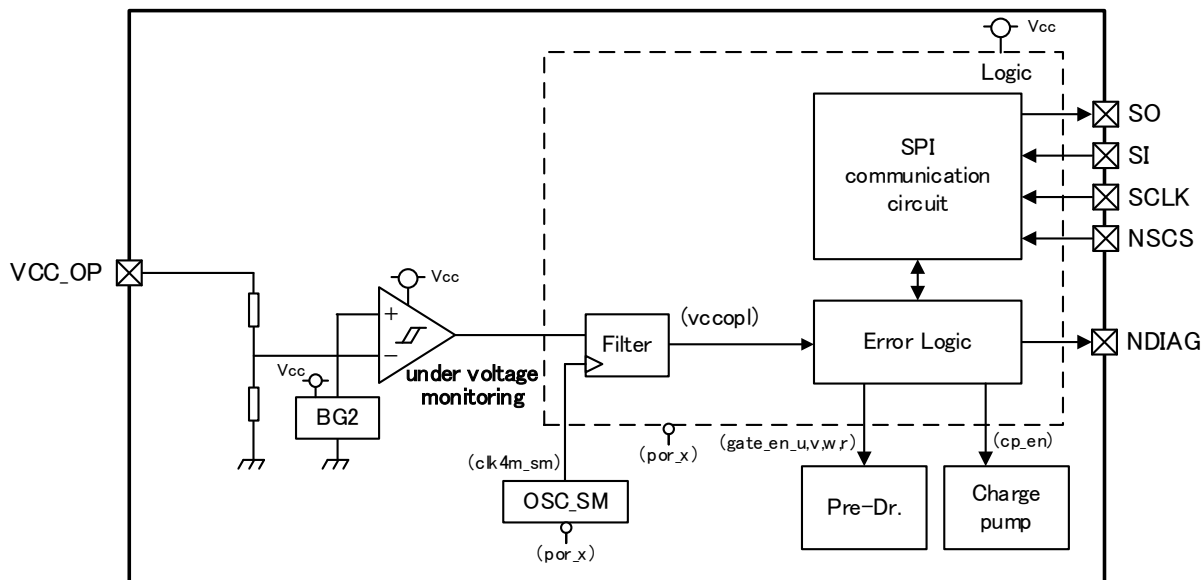 Vcc
Logic
SO
SPI
communication
circuit
SI
SCLK
NSCS
VCC_OP
Vcc
+
−
(vccopl)
Filter
Error Logic
NDIAG
Vcc
under voltage
monitoring
BG2
(gate_en_u,v,w,r)
(cp_en)
(por_x)
(clk4m_sm)
OSC_SM
Pre-Dr.
Charge
pump
(por_x)